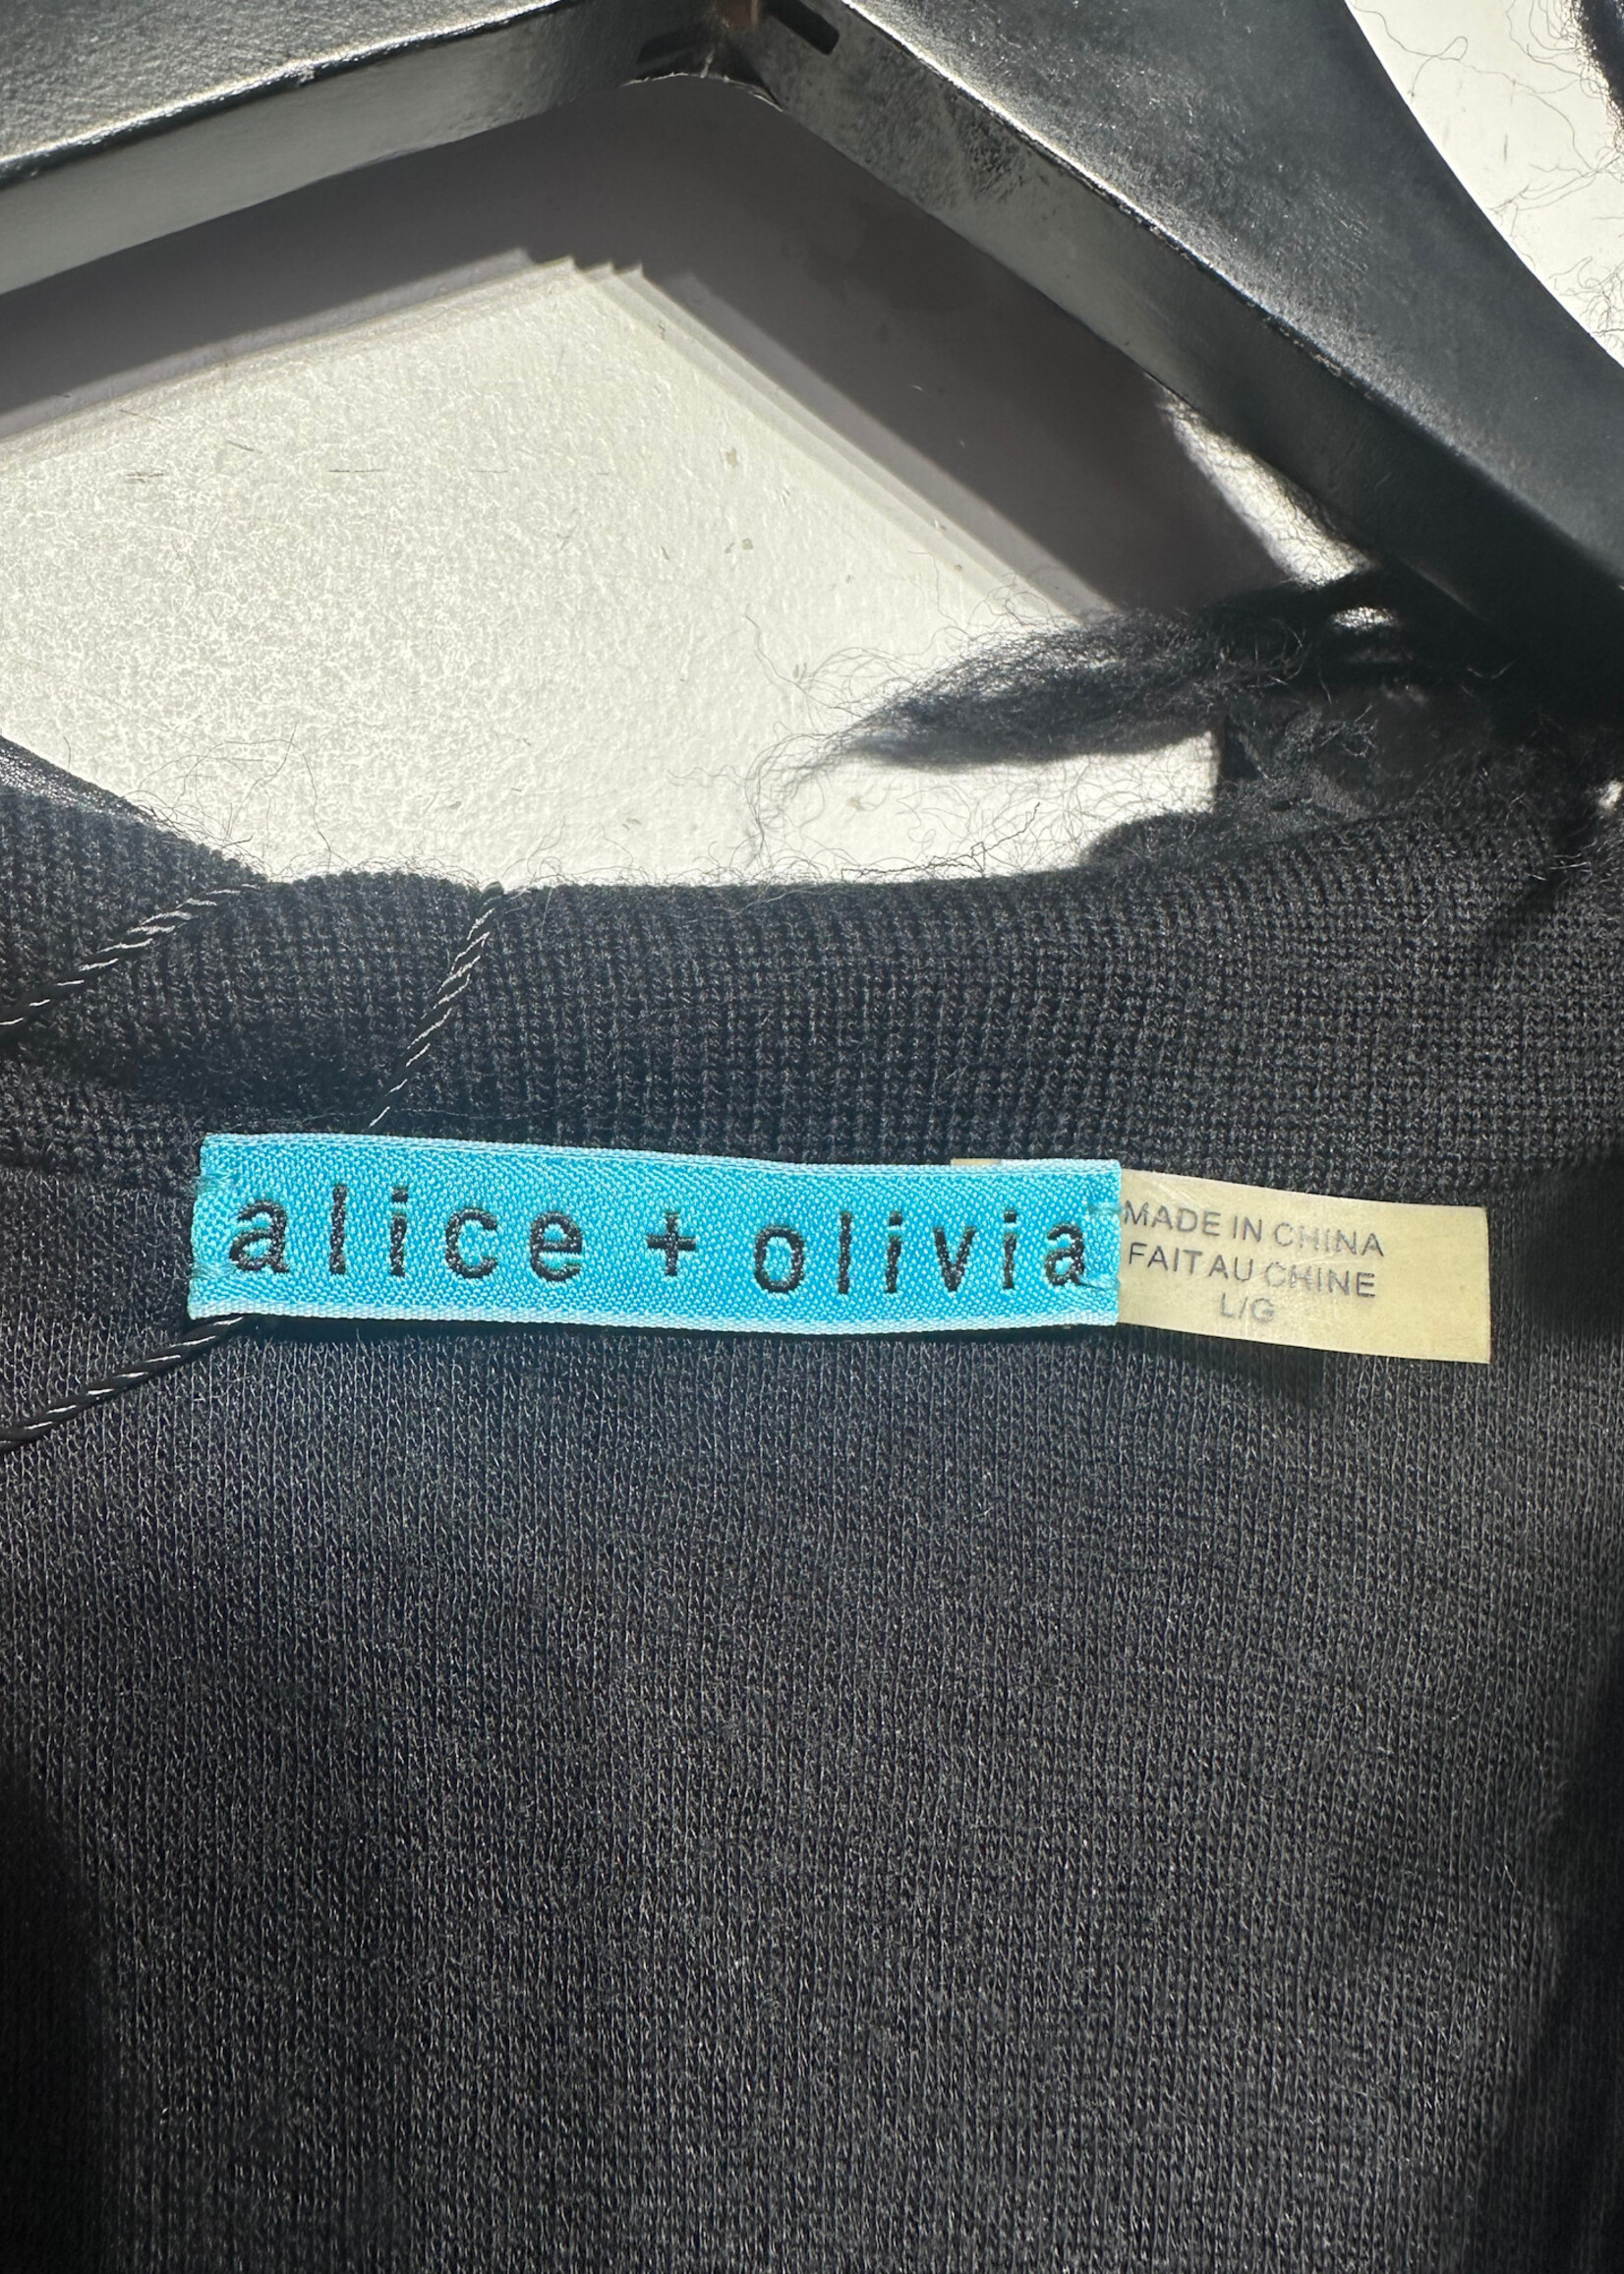 alice + olivia
MADE IN CHINA
FAIT AU CHINE
L/G